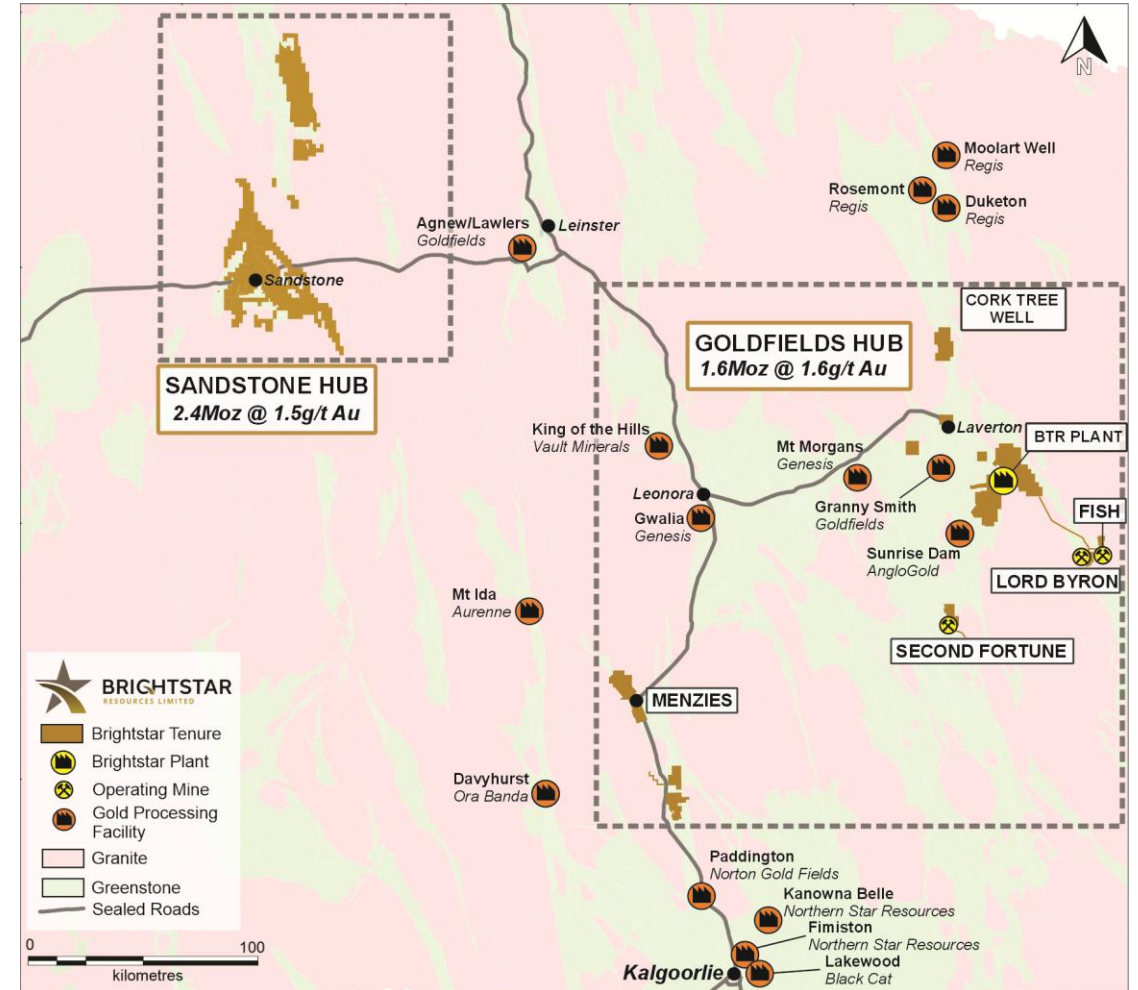 N
Moolart Well
Regis
Rosemont
Regis
Duketon
Regis
Agnew/Lawlers
Goldfields
Leinster
Sandstone
CORK TREE
WELL
GOLDFIELDS HUB
1.6Moz @ 1.6g/t Au
SANDSTONE HUB
2.4Moz @ 1.5g/t Au
King of the Hills
Vault Minerals
Laverton
BTR PLANT
Mt Morgans
Genesis
Leonora
Granny Smith
Goldfields
Gwalia
Genesis
FISH
Sunrise Dam
AngloGold
LORD BYRON
Mt Ida
Aurenne
SECOND FORTUNE
MENZIES
BRIGHTSTAR
RESOURCES LIMITED
Brightstar Tenure
Brightstar Plant
Operating Mine
Gold Processing
Facility
Granite
Greenstone
Sealed Roads
0 100
kilometres
Davyhurst
Ora Banda
Paddington
Norton Gold Fields
Kanowna Belle
Northern Star Resources
Fimiston
Northern Star Resources
Kalgoorlie
Lakewood
Black Cat